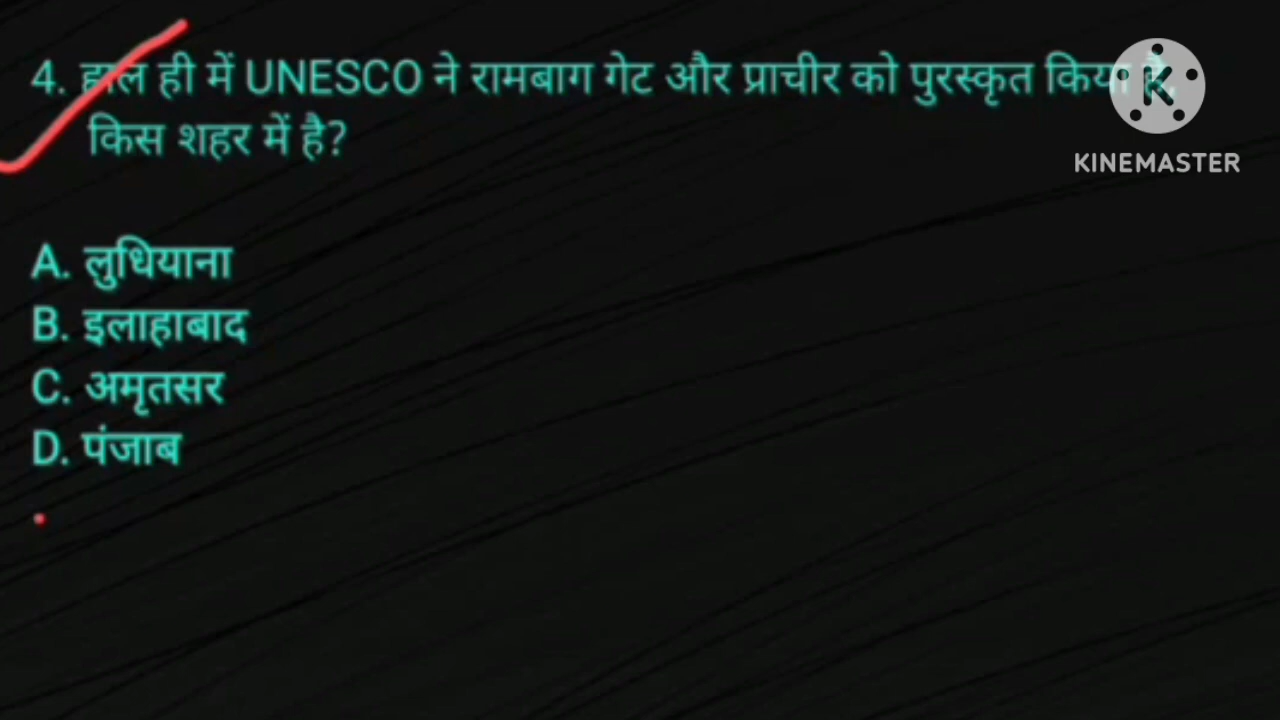 4. हाल ही में UNESCO ने रामबाग गेट और प्राचीर को पुरस्कृत किया है,
किस शहर में है?
A. लुधियाना
B. इलाहाबाद
C. अमृतसर
D. पंजाब
K
KINEMASTER